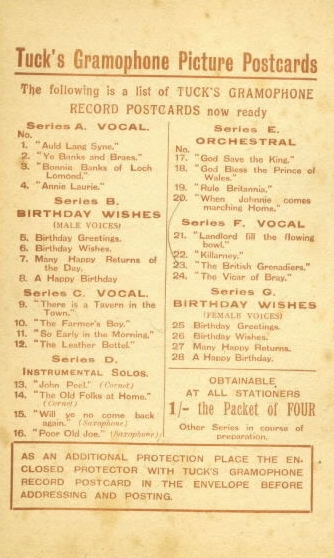 Tuck's Gramophone Picture Postcards
The following is a list of TUCK'S GRAMOPHONE
RECORD POSTCARDS now ready
Series A. VOCAL.
No.
1. "Auld Lang Syne."
2. "Ye Banks and Braes."
3. "Bonnie Banks of Loch
Lomond."
4. "Annie Laurie."
Series B.
BIRTHDAY WISHES
(MALE VOICES)
5. Birthday Greetings.
6. Birthday Wishes.
7. Many Happy Returns of
the Day.
8. A Happy Birthday
Series C. VOCAL.
9. "There is a Tavern in the
Town."
10. "The Farmer's Boy."
11. "So Early in the Morning."
12. "The Leather Bottel"
Series D.
INSTRUMENTAL SOLOS.
13. "John Peel." (Cornet)
14. "The Old Folks at Home."
(Cornet)
15. "Will ye no come back
again." (Saxophone)
16. "Poor Old Joe." (Saxophone)
Series E.
ORCHESTRAL
No.
17. "God Save the King."
18. "God Bless the Prince of
Wales."
19. "Rule Britannia."
20. "When Johnnie comes
marching Home."
Series F. VOCAL
21. "Landlord fill the flowing
bowl."
22. "Killarney."
23. "The British Grenadiers."
24. "The Vicar of Bray."
Series G.
BIRTHDAY WISHES
(FEMALE VOICES)
25 Birthday Greetings.
26 Birthday Wishes.
27 Many Happy Returns.
28 A Happy Birthday.
OBTAINABLE
AT ALL STATIONERS
1/- the Packet of FOUR
Other Series in course of
preparation.
AS AN ADDITIONAL PROTECTION PLACE THE EN-
CLOSED PROTECTOR WITH TUCK'S GRAMOPHONE
RECORD POSTCARD IN THE ENVELOPE BEFORE
ADDRESSING AND POSTING.